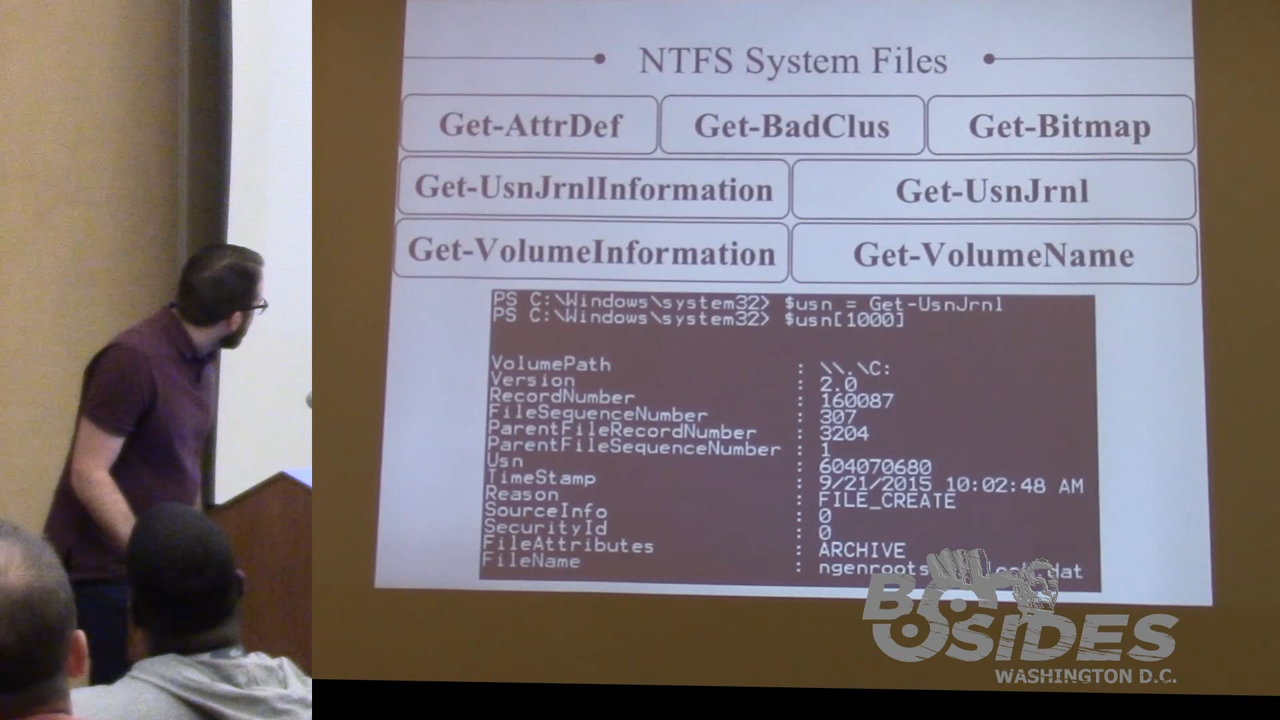 NTFS System Files
Get-AttrDef Get-BadClus Get-Bitmap
Get-UsnJrnlInformation Get-UsnJrnl
Get-VolumeInformation Get-VolumeName
PS C:\Windows\system32> $usn = Get-UsnJrnl
PS C:\Windows\system32> $usn[1000]
VolumePath : \\.\C:
Version : 2.0
RecordNumber : 160087
FileSequenceNumber : 307
ParentFileRecordNumber : 3204
ParentFileSequenceNumber : 1
Usn : 604070680
TimeStamp : 9/21/2015 10:02:48 AM
Reason : FILE_CREATE
SourceInfo : 0
SecurityId : 0
FileAttributes : ARCHIVE
FileName :
BSIDES
WASHINGTON D.C.